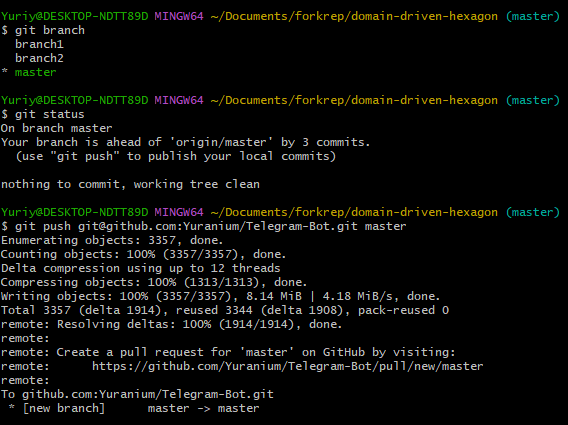 Yuriy@DESKTOP-NDTT89D MINGW64 ~/Documents/forkrep/domain-driven-hexagon (master)
$ git branch
  branch1
  branch2
* master

Yuriy@DESKTOP-NDTT89D MINGW64 ~/Documents/forkrep/domain-driven-hexagon (master)
$ git status
On branch master
Your branch is ahead of 'origin/master' by 3 commits.
  (use "git push" to publish your local commits)

nothing to commit, working tree clean

Yuriy@DESKTOP-NDTT89D MINGW64 ~/Documents/forkrep/domain-driven-hexagon (master)
$ git push git@github.com:Yuranium/Telegram-Bot.git master
Enumerating objects: 3357, done.
Counting objects: 100% (3357/3357), done.
Delta compression using up to 12 threads
Compressing objects: 100% (1313/1313), done.
Writing objects: 100% (3357/3357), 8.14 MiB | 4.18 MiB/s, done.
Total 3357 (delta 1914), reused 3344 (delta 1908), pack-reused 0
remote: Resolving deltas: 100% (1914/1914), done.
remote:
remote: Create a pull request for 'master' on GitHub by visiting:
remote:      https://github.com/Yuranium/Telegram-Bot/pull/new/master
remote:
To github.com:Yuranium/Telegram-Bot.git
 * [new branch]      master -> master